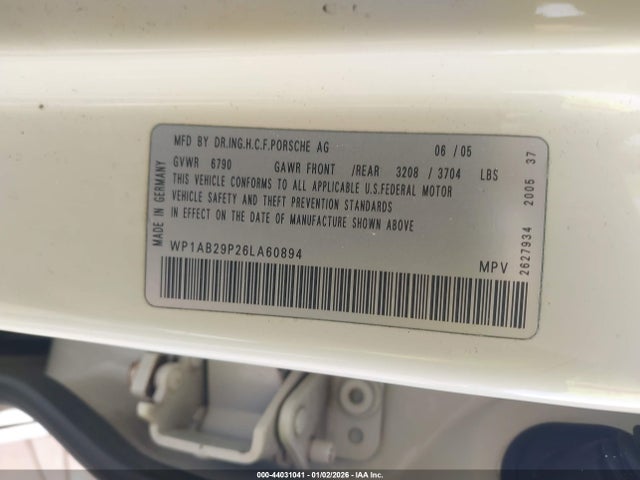 MFD BY DR.ING.H.C.F.PORSCHE AG 06 / 05
GVWR 6790 GAWR FRONT /REAR 3208 / 3704 LBS
THIS VEHICLE CONFORMS TO ALL APPLICABLE U.S.FEDERAL MOTOR
VEHICLE SAFETY AND THEFT PREVENTION STANDARDS
IN EFFECT ON THE DATE OF MANUFACTURE SHOWN ABOVE.
WP1AB29P26LA60894
MPV
MADE IN GERMANY
2627934 2005 37
000-44031041 - 01/02/2026 - IAA Inc.